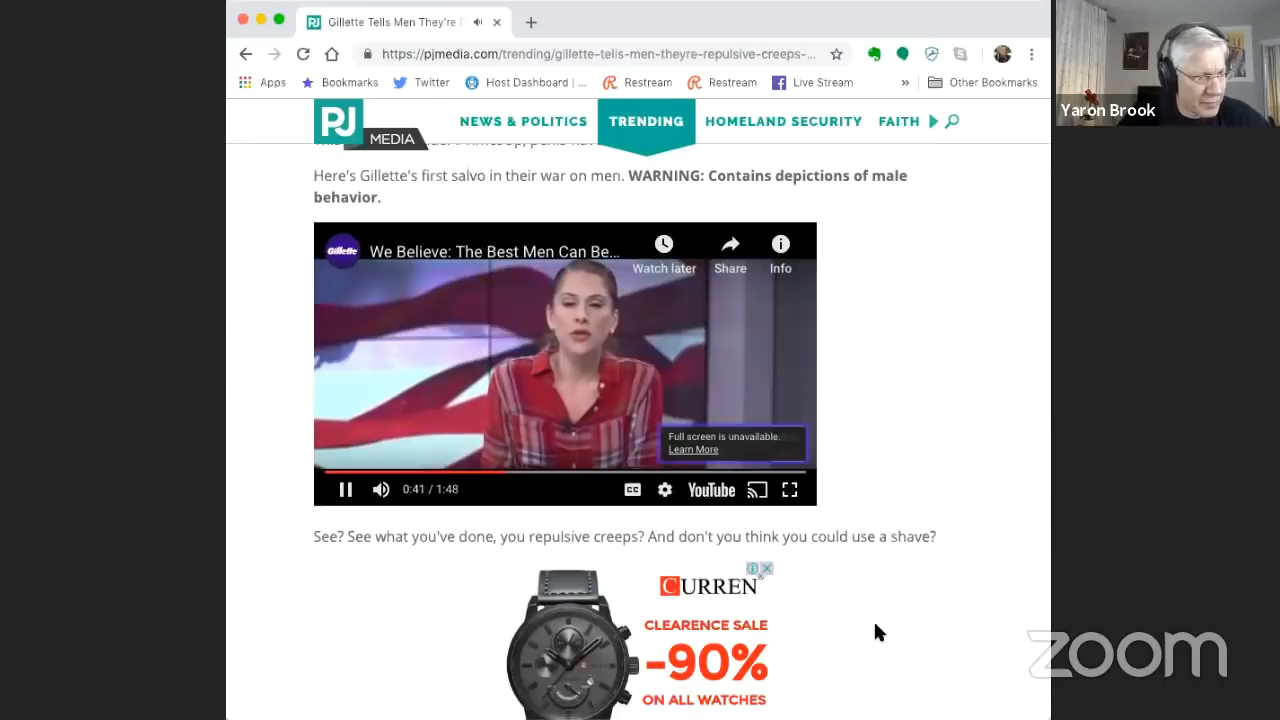 Gillette Tells Men They're
https://pjmedia.com/trending/gillette-tells-men-theyre-repulsive-creeps-...
Apps Bookmarks Twitter Host Dashboard | ... Restream Restream Live Stream » Other Bookmarks
Yaron Brook
PJ MEDIA
NEWS & POLITICS TRENDING HOMELAND SECURITY FAITH
Here's Gillette's first salvo in their war on men. WARNING: Contains depictions of male
behavior.
Gillette We Believe: The Best Men Can Be...
Watch later Share Info
Full screen is unavailable.
Learn More
0:41 / 1:48 CC YouTube
See? See what you've done, you repulsive creeps? And don't you think you could use a shave?
CURREN
CLEARENCE SALE
-90%
ON ALL WATCHES
zoom